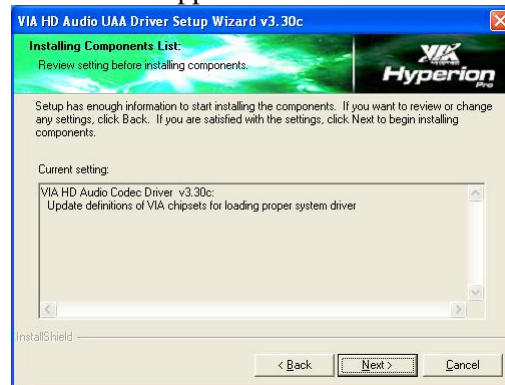 VIA HD Audio UAA Driver Setup Wizard v3.30c
Installing Components List:
Review setting before installing components.
VIA
Hyperion
Pro
Setup has enough information to start installing the components. If you want to review or change
any settings, click Back. If you are satisfied with the settings, click Next to begin installing
components.
Current setting:
VIA HD Audio Codec Driver v3.30c:
Update definitions of VIA chipsets for loading proper system driver
InstallShield
< Back
Next >
Cancel